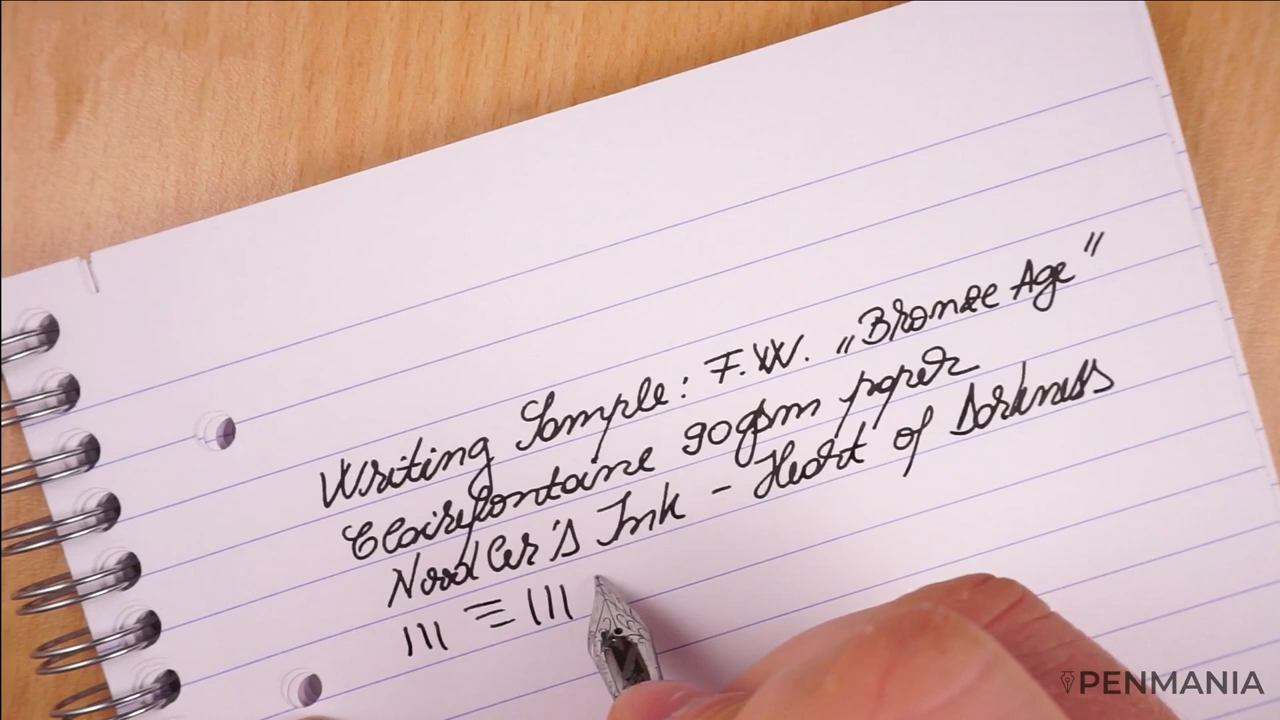 Writing Sample: F.W. „Bronze Age"
Clairefontaine 90gsm paper
Noodler's Ink - Heart of Darkness
PENMANIA